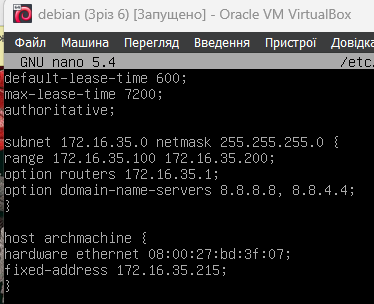 debian (Зріз 6) [Запущено] - Oracle VM VirtualBox
Файл Машина Перегляд Введення Пристрої Довідка
GNU nano 5.4 /etc/
default-lease-time 600;
max-lease-time 7200;
authoritative;
subnet 172.16.35.0 netmask 255.255.255.0 {
range 172.16.35.100 172.16.35.200;
option routers 172.16.35.1;
option domain-name-servers 8.8.8.8, 8.8.4.4;
}
host archmachine {
hardware ethernet 08:00:27:bd:3f:07;
fixed-address 172.16.35.215;
}